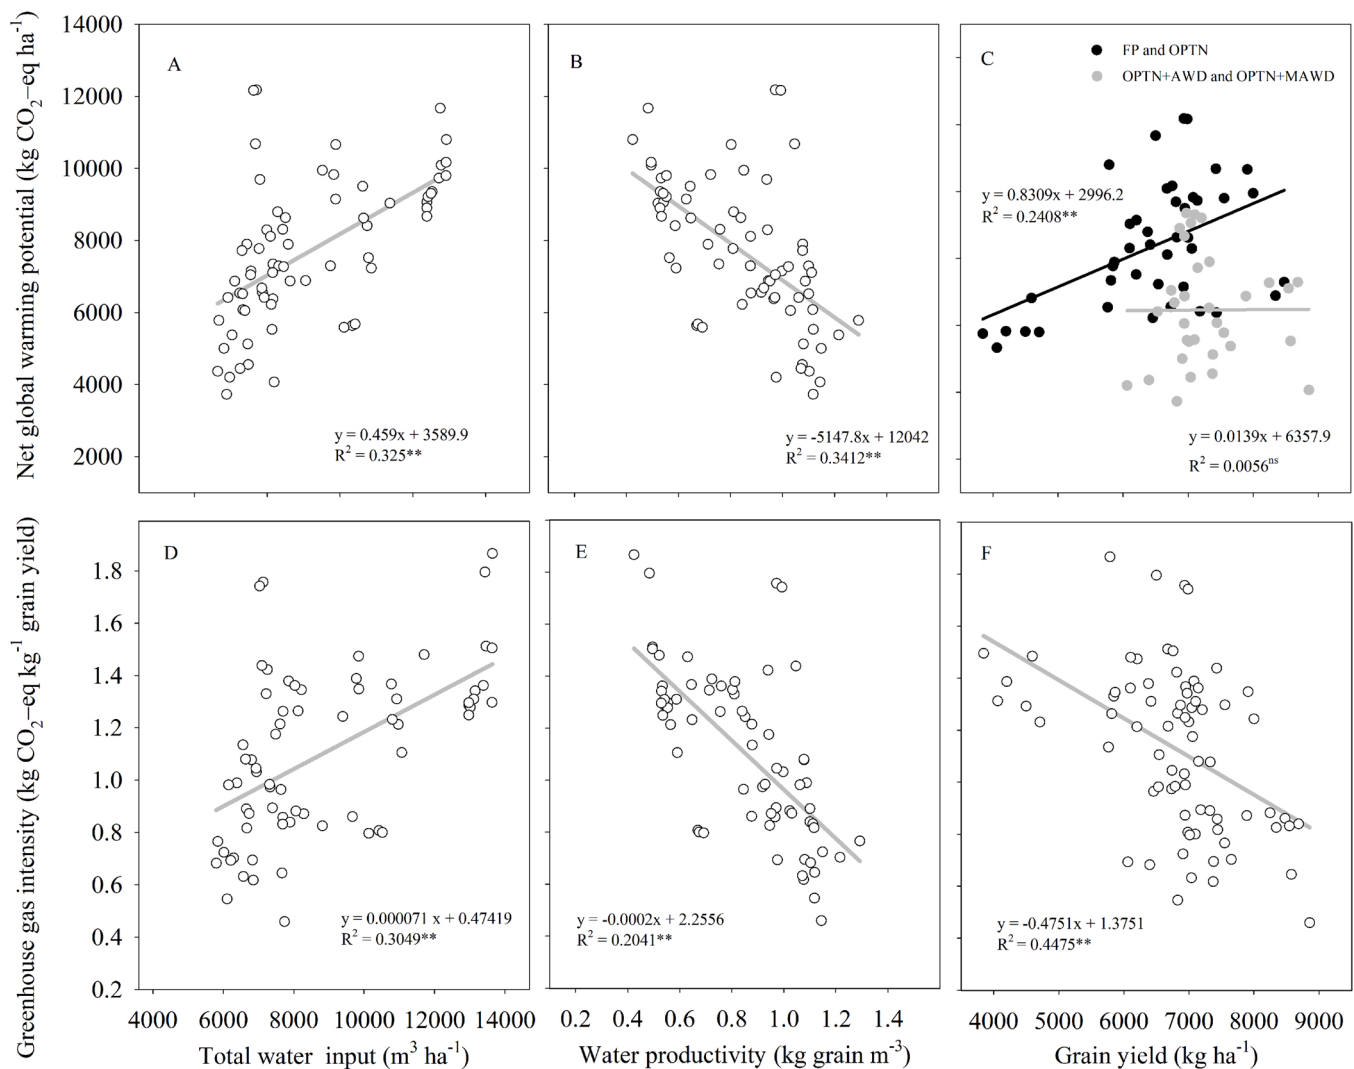 Net global warming potential (kg CO₂–eq ha⁻¹)
14000
12000
10000
8000
6000
4000
2000
A
y = 0.459x + 3589.9
R² = 0.325**
B
y = -5147.8x + 12042
R² = 0.3412**
C
FP and OPTN
OPTN+AWD and OPTN+MAWD
y = 0.8309x + 2996.2
R² = 0.2408**
y = 0.0139x + 6357.9
R² = 0.0056ⁿˢ
Greenhouse gas intensity (kg CO₂–eq kg⁻¹ grain yield)
1.8
1.6
1.4
1.2
1.0
0.8
0.6
0.4
0.2
D
y = 0.000071 x + 0.47419
R² = 0.3049**
E
y = -0.0002x + 2.2556
R² = 0.2041**
F
y = -0.4751x + 1.3751
R² = 0.4475**
4000 6000 8000 10000 12000 14000
0.2 0.4 0.6 0.8 1.0 1.2 1.4
4000 5000 6000 7000 8000 9000
Total water input (m³ ha⁻¹)
Water productivity (kg grain m⁻³)
Grain yield (kg ha⁻¹)